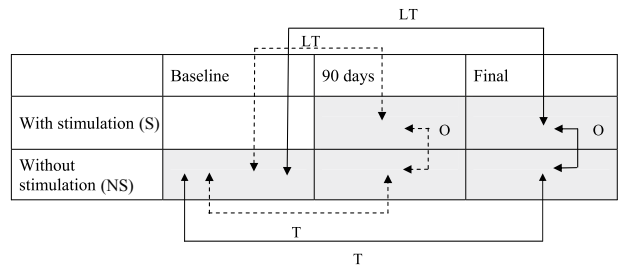 LT
LT
Baseline
90 days
Final
With stimulation (S)
O
O
Without
stimulation (NS)
T
T